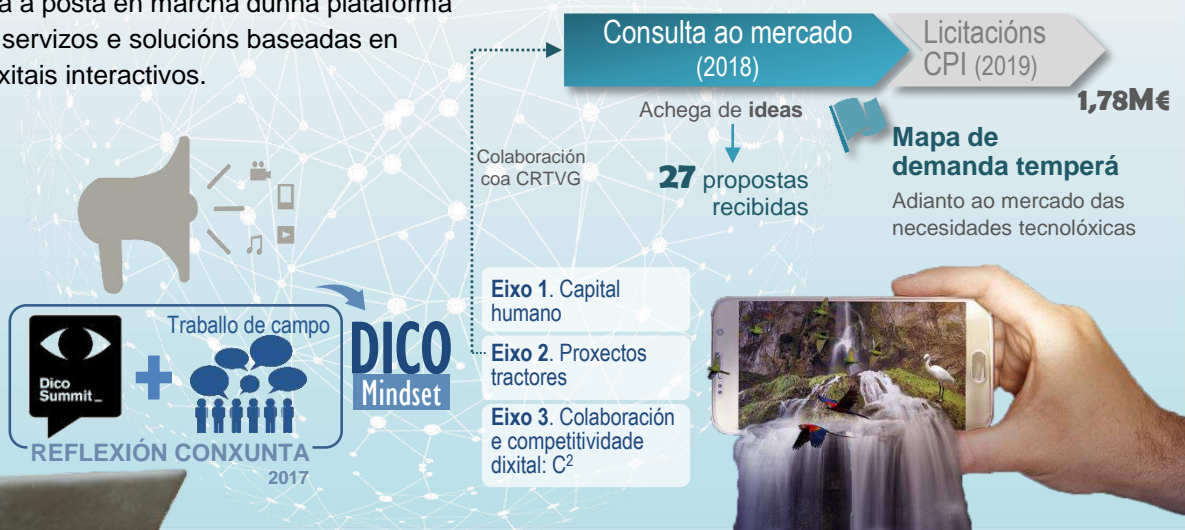 a posta en marcha dunha plataforma
servizos e solucións baseadas en
interactivos.
Consulta ao mercado
(2018)
Licitacións
CPI (2019)
1,78M€
Achega de ideas
27 propostas
recibidas
Mapa de
demanda temperá
Adianto ao mercado das
necesidades tecnolóxicas
Colaboración
coa CRTVG
Eixo 1. Capital
humano
Eixo 2. Proxectos
tractores
Eixo 3. Colaboración
e competitividade
dixital: C²
Traballo de campo
Dico
Summit_
DICO
Mindset
REFLEXIÓN CONXUNTA
2017